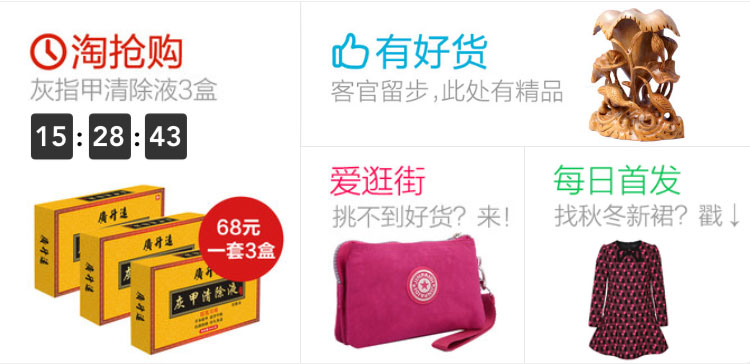 淘抢购
灰指甲清除液3盒
15:28:43
68元
一套3盒
灰甲清除液
有好货
客官留步,此处有精品
爱逛街
挑不到好货？来！
每日首发
找秋冬新裙？戳↓